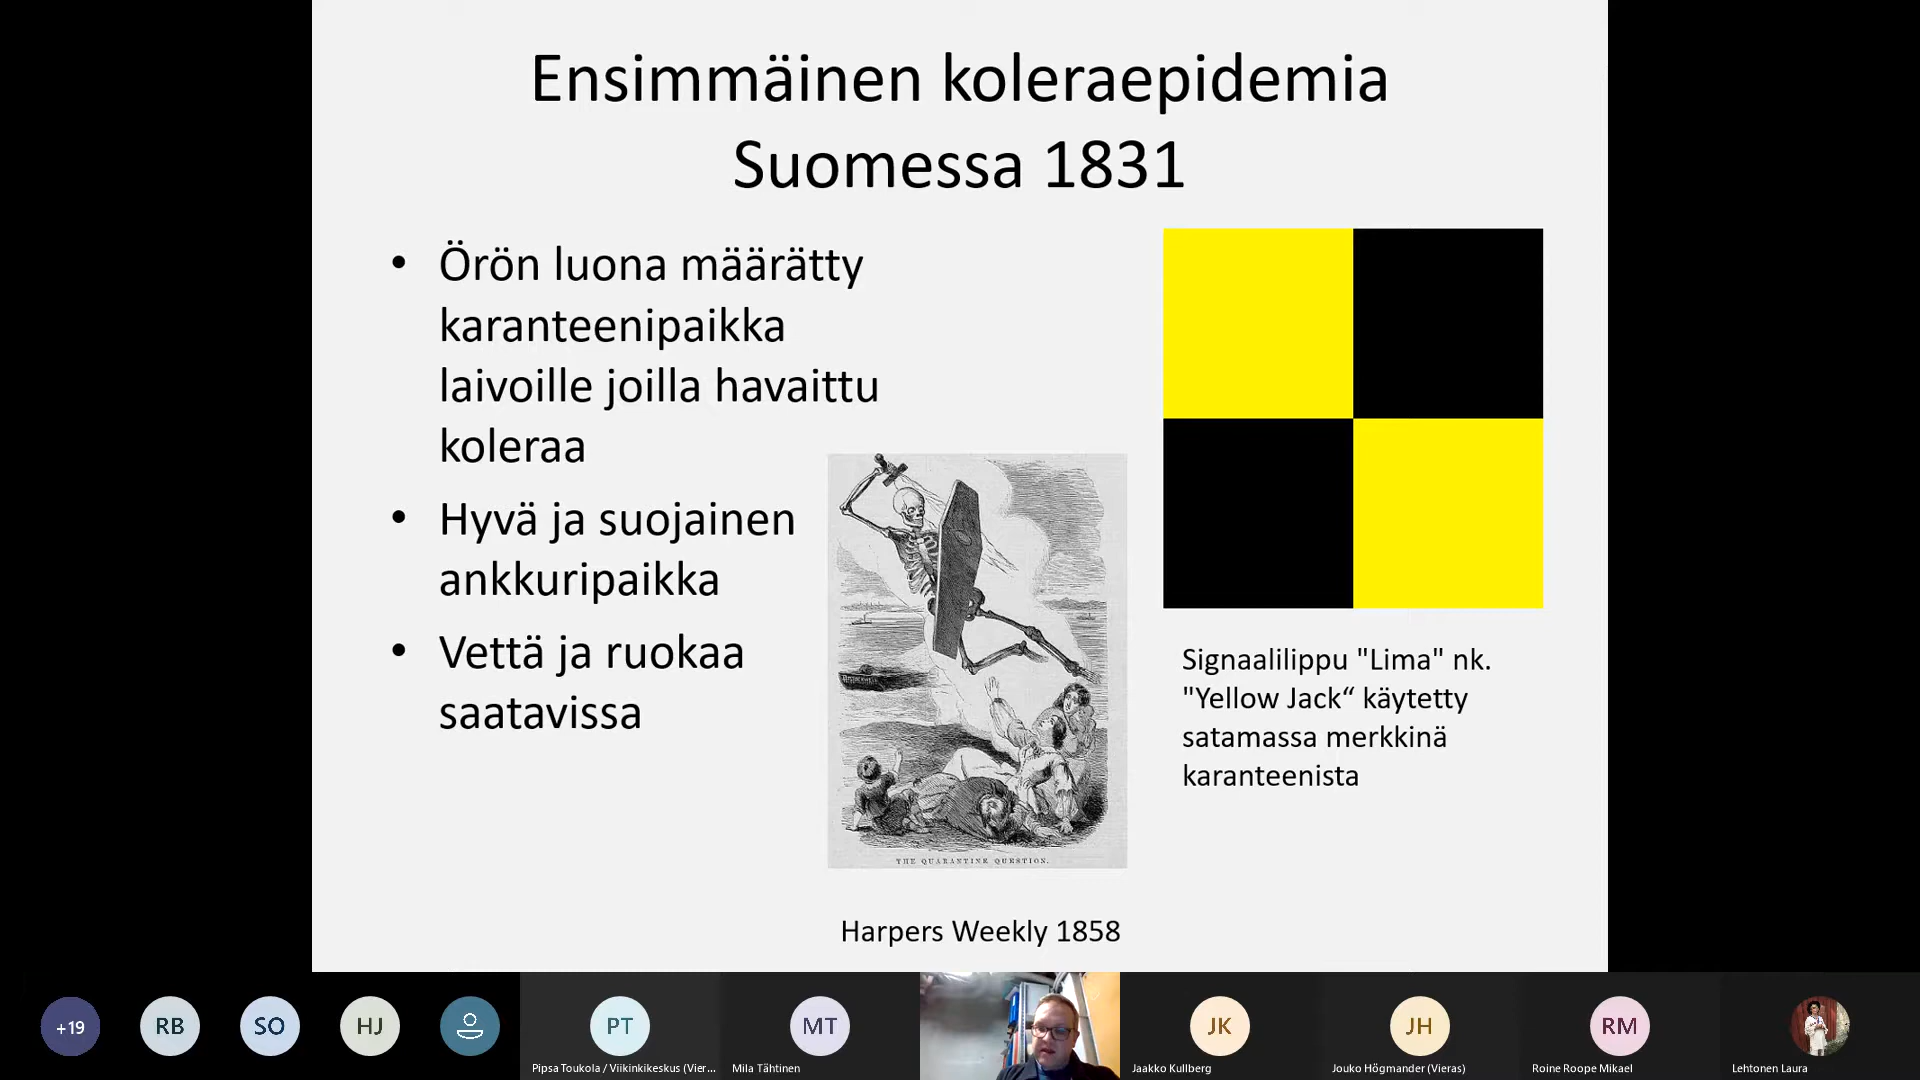 Ensimmäinen koleraepidemia
Suomessa 1831
• Örön luona määrätty
karanteenipaikka
laivoille joilla havaittu
koleraa
• Hyvä ja suojainen
ankkuripaikka
• Vettä ja ruokaa
saatavissa
THE QUARANTINE QUESTION.
Harpers Weekly 1858
Signaalilippu "Lima" nk.
"Yellow Jack“ käytetty
satamassa merkkinä
karanteenista
+19
RB
SO
HJ
PT
Pipsa Toukola / Viikinkikeskus (Vier...
MT
Mila Tähtinen
JK
Jaakko Kullberg
JH
Jouko Högmander (Vieras)
RM
Roine Roope Mikael
Lehtonen Laura